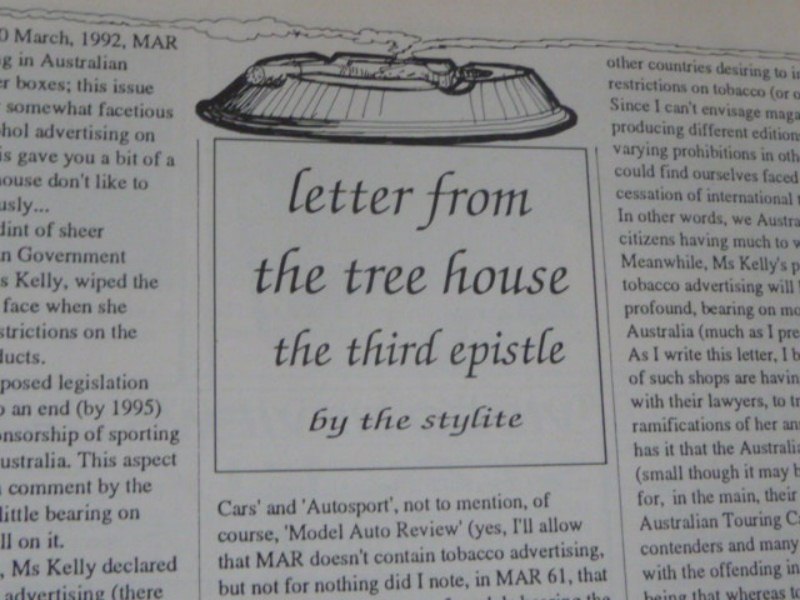 0 March, 1992, MAR
g in Australian
r boxes; this issue
somewhat facetious
hol advertising on
is gave you a bit of a
ouse don't like to
usly...
dint of sheer
n Government
s Kelly, wiped the
face when she
strictions on the
ducts.
posed legislation
o an end (by 1995)
onsorship of sporting
ustralia. This aspect
comment by the
little bearing on
ll on it.
, Ms Kelly declared
advertising (there
letter from
the tree house
the third epistle
by the stylite
Cars' and 'Autosport', not to mention, of
course, 'Model Auto Review' (yes, I'll allow
that MAR doesn't contain tobacco advertising,
but not for nothing did I note, in MAR 61, that
other countries desiring to i
restrictions on tobacco (or o
Since I can't envisage maga
producing different edition
varying prohibitions in oth
could find ourselves faced
cessation of international
In other words, we Austra
citizens having much to w
Meanwhile, Ms Kelly's p
tobacco advertising will
profound, bearing on mo
Australia (much as I pre
As I write this letter, I b
of such shops are havin
with their lawyers, to tr
ramifications of her an
has it that the Australia
(small though it may b
for, in the main, their
Australian Touring Ca
contenders and many
with the offending in
being that whereas to